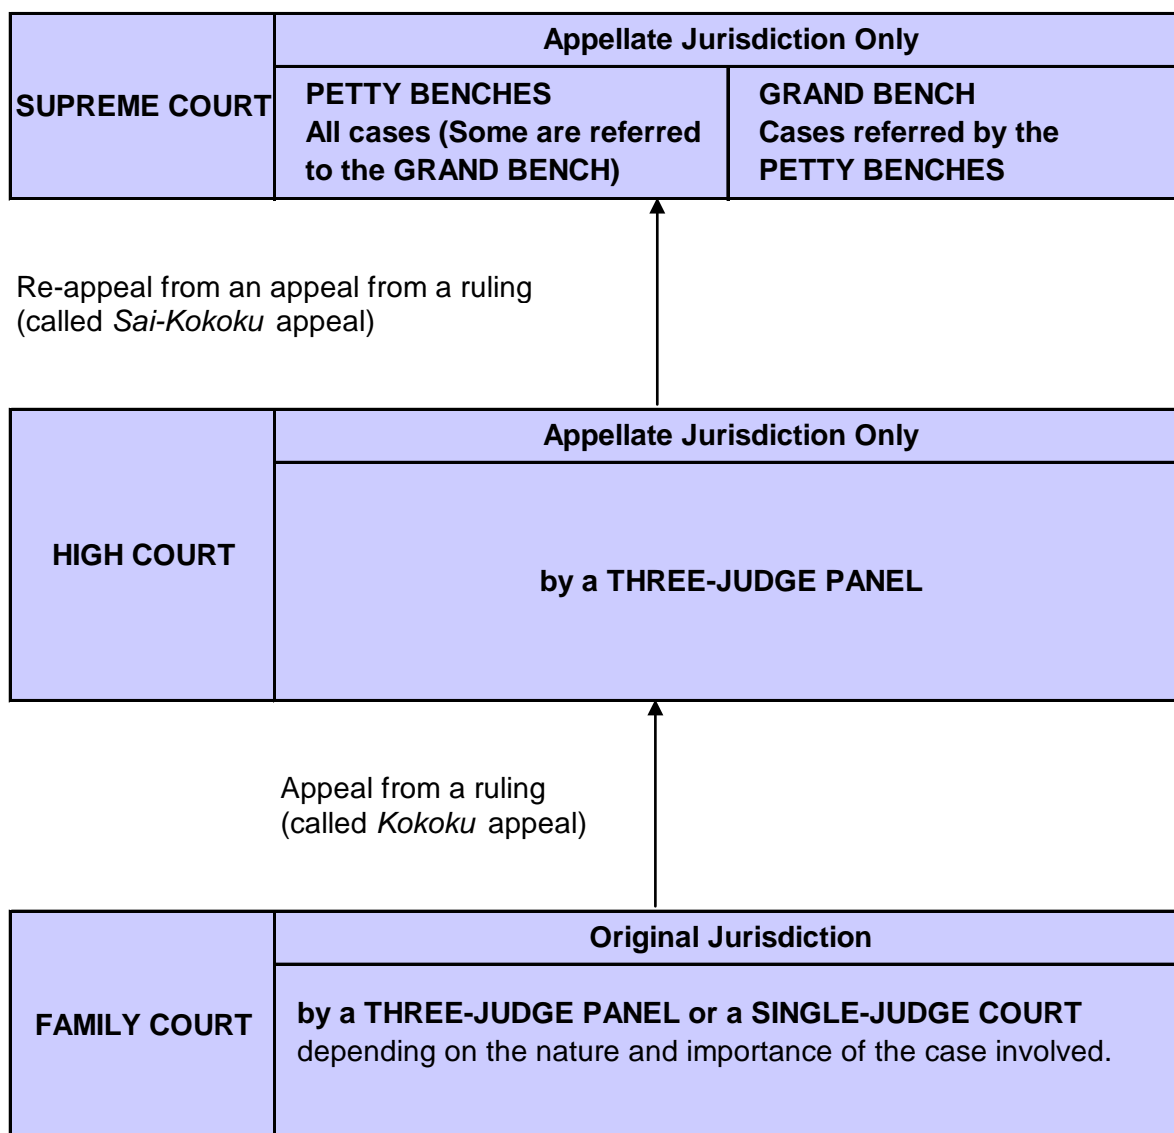 Appellate Jurisdiction Only
SUPREME COURT
PETTY BENCHES
All cases (Some are referred
to the GRAND BENCH)
GRAND BENCH
Cases referred by the
PETTY BENCHES
Re-appeal from an appeal from a ruling
(called Sai-Kokoku appeal)
Appellate Jurisdiction Only
HIGH COURT
by a THREE-JUDGE PANEL
Appeal from a ruling
(called Kokoku appeal)
Original Jurisdiction
FAMILY COURT
by a THREE-JUDGE PANEL or a SINGLE-JUDGE COURT
depending on the nature and importance of the case involved.